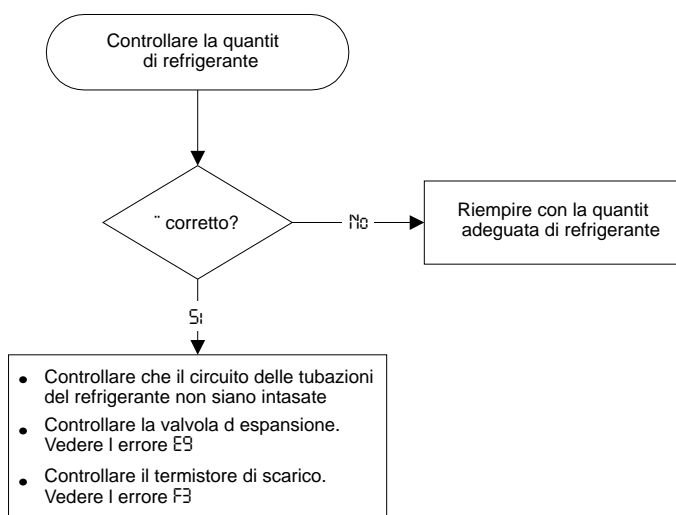 Controllare la quantit
di refrigerante
¨ corretto?
No
Riempire con la quantit
adeguata di refrigerante
Si
• Controllare che il circuito delle tubazioni
del refrigerante non siano intasate
• Controllare la valvola d espansione.
Vedere l errore E9
• Controllare il termistore di scarico.
Vedere l errore F3